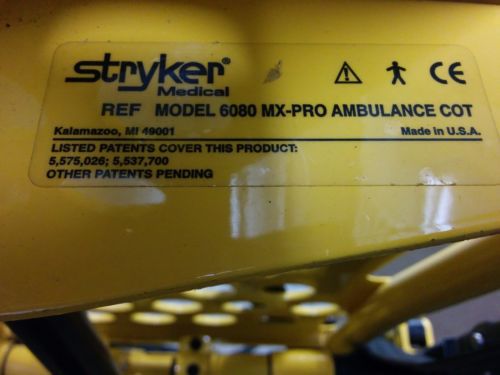 stryker®
Medical
REF MODEL 6080 MX-PRO AMBULANCE COT
Kalamazoo, MI 49001 Made in U.S.A.
LISTED PATENTS COVER THIS PRODUCT:
5,575,026; 5,537,700
OTHER PATENTS PENDING
CE